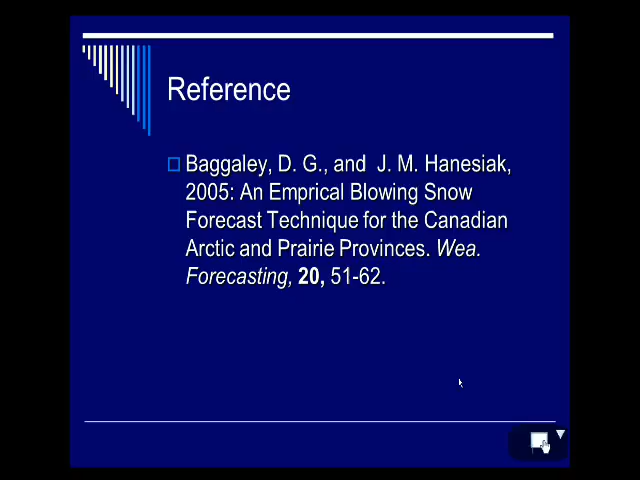 Reference
Baggaley, D. G., and J. M. Hanesiak,
2005: An Emprical Blowing Snow
Forecast Technique for the Canadian
Arctic and Prairie Provinces. Wea.
Forecasting, 20, 51-62.